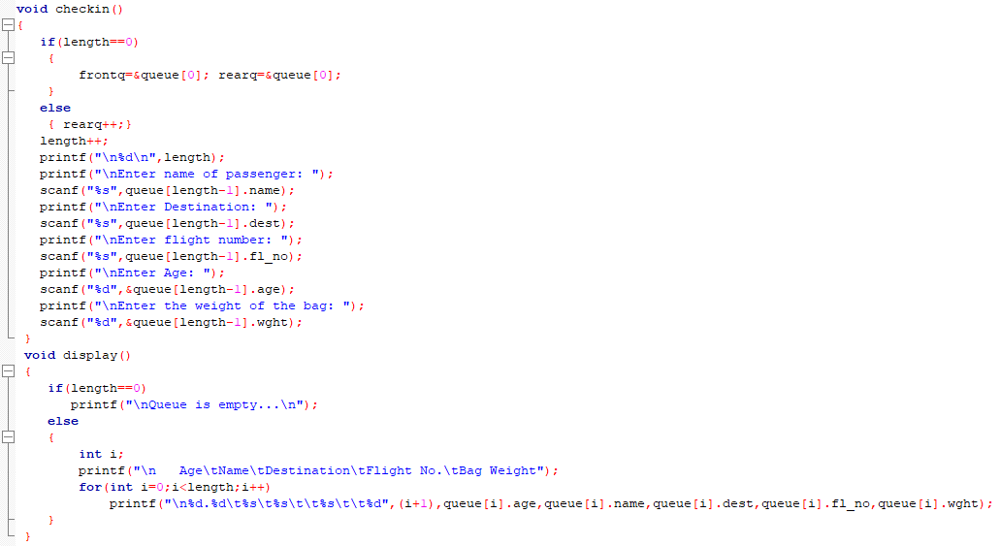 void checkin()
{
if(length==0)
{
frontq=&queue[0]; rearq=&queue[0];
}
else
{ rearq++;}
length++;
printf("\n%d\n",length);
printf("\nEnter name of passenger: ");
scanf("%s",queue[length-1].name);
printf("\nEnter Destination: ");
scanf("%s",queue[length-1].dest);
printf("\nEnter flight number: ");
scanf("%s",queue[length-1].fl_no);
printf("\nEnter Age: ");
scanf("%d",&queue[length-1].age);
printf("\nEnter the weight of the bag: ");
scanf("%d",&queue[length-1].wght);
}
void display()
{
if(length==0)
printf("\nQueue is empty...\n");
else
{
int i;
printf("\n   Age\tName\tDestination\tFlight No.\tBag Weight");
for(int i=0;i<length;i++)
printf("\n%d.%d\t%s\t%s\t\t%s\t\t%d",(i+1),queue[i].age,queue[i].name,queue[i].dest,queue[i].fl_no,queue[i].wght);
}
}